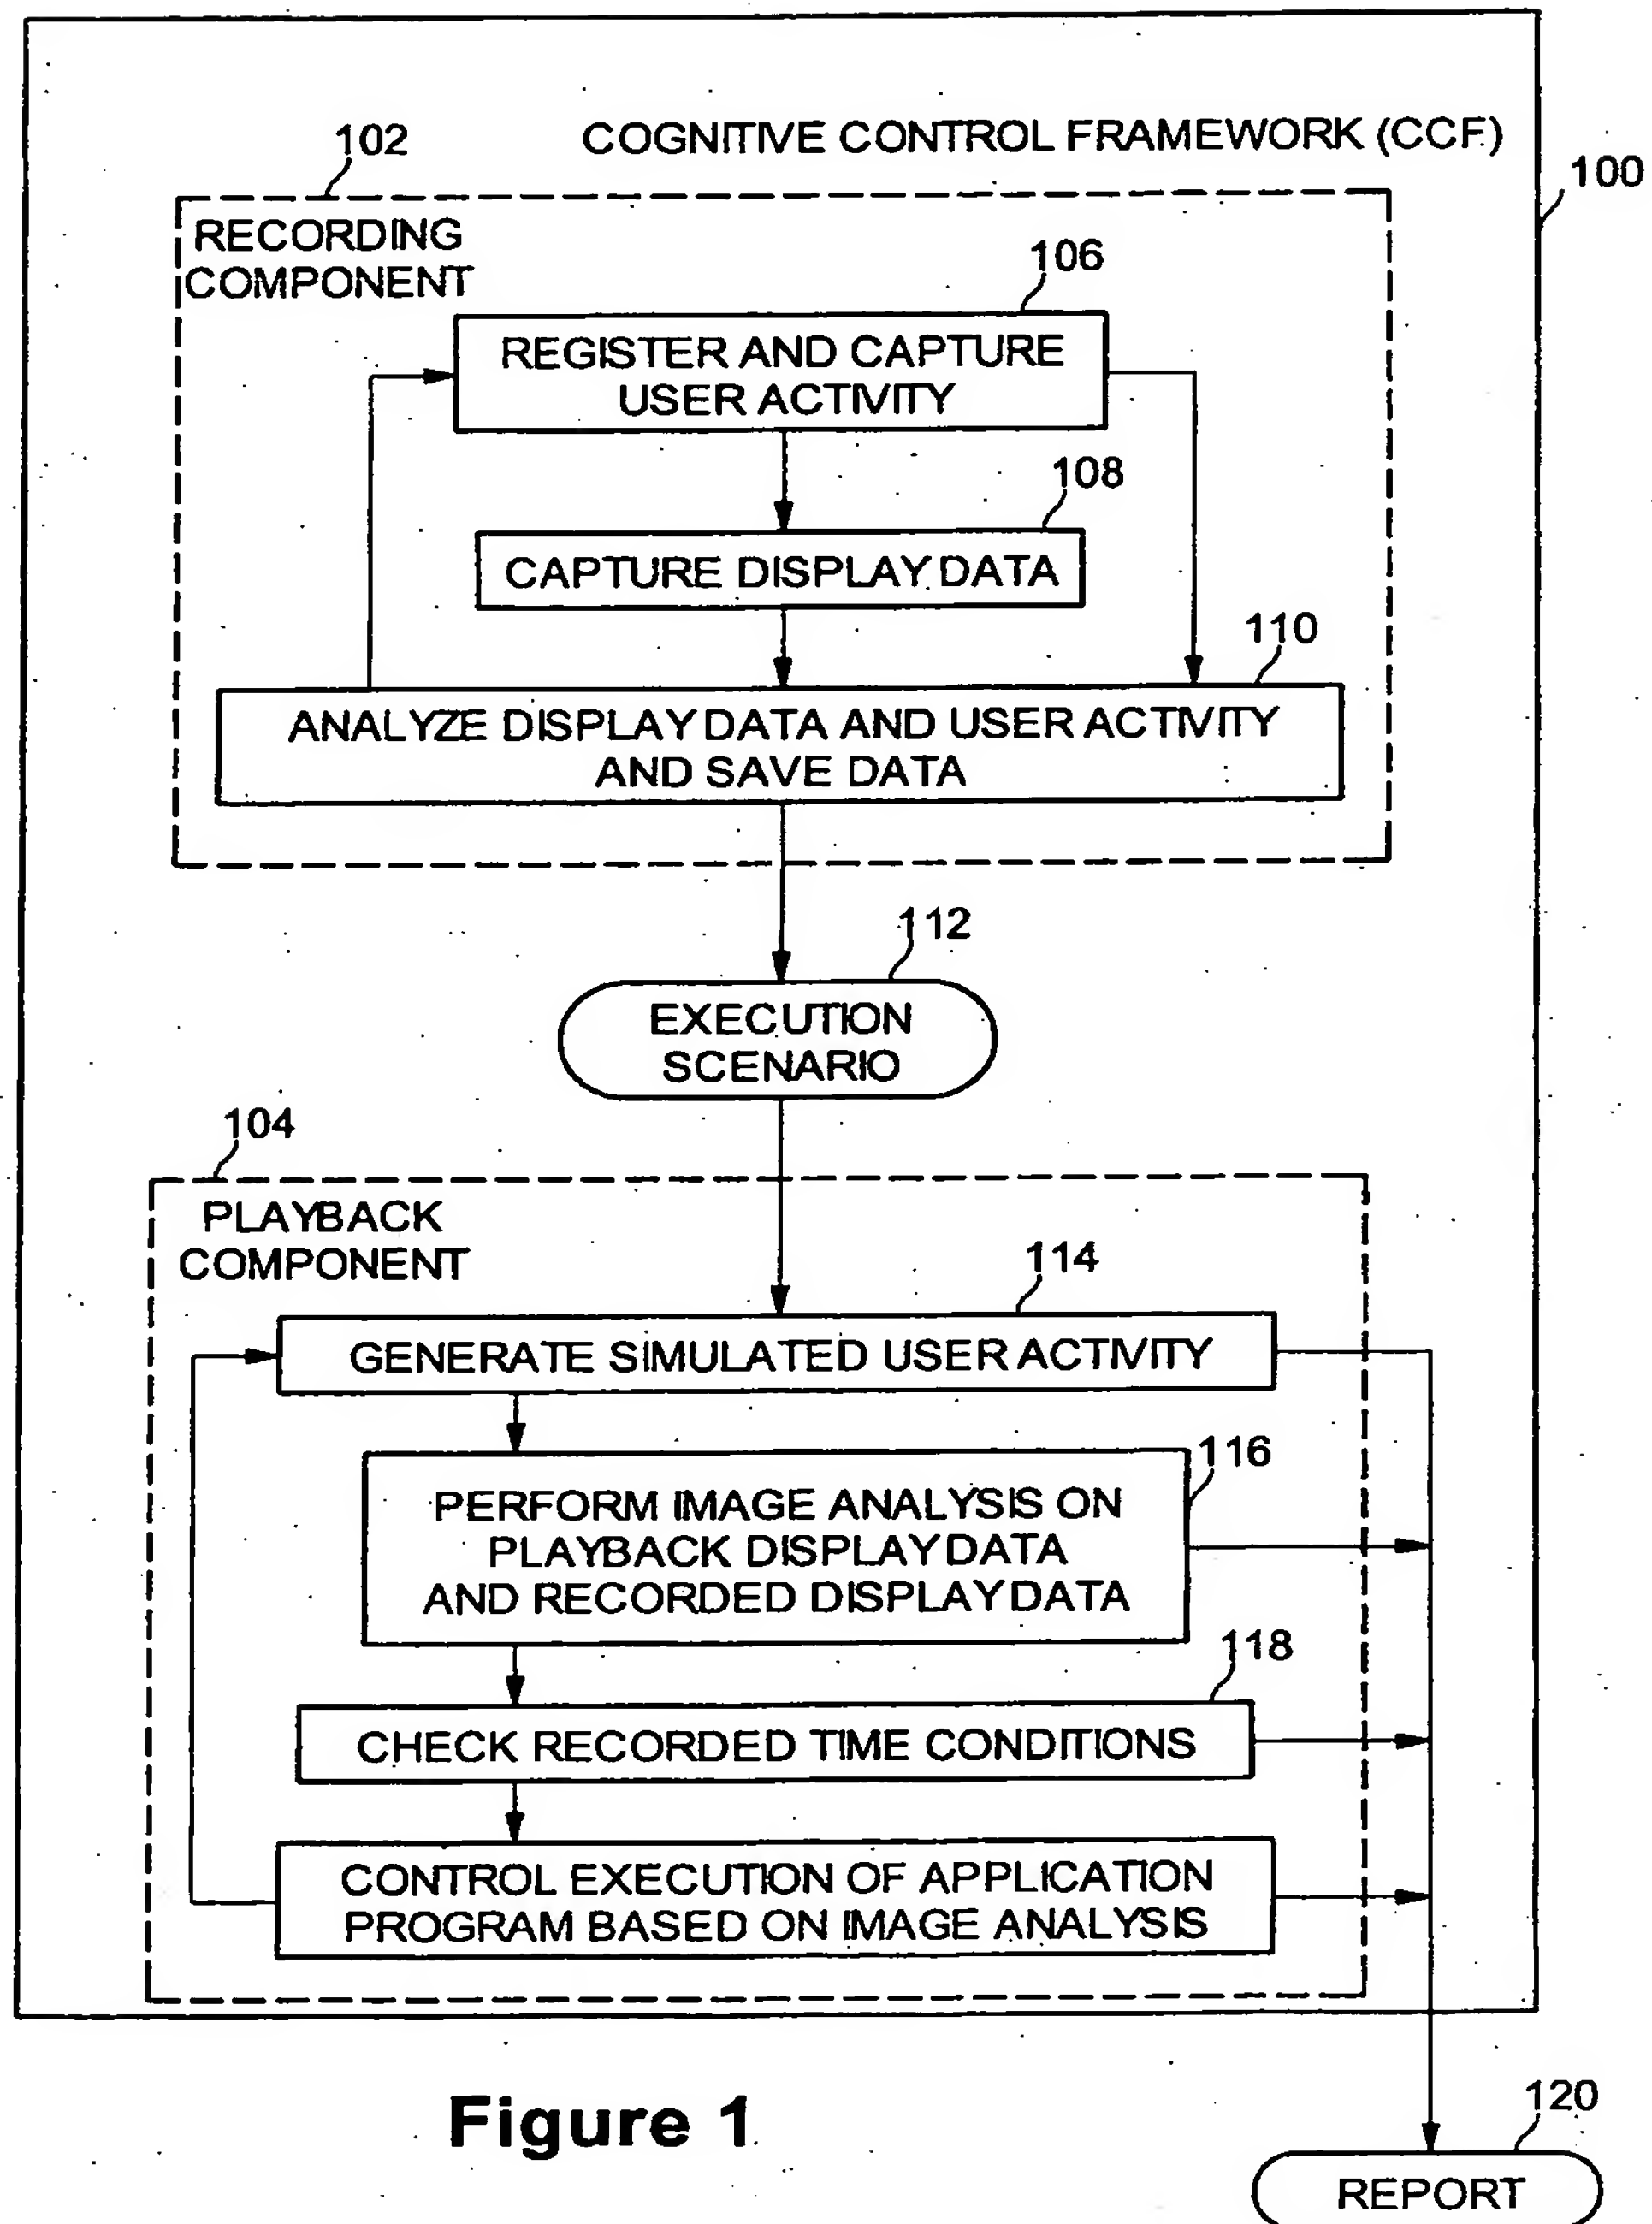 COGNITIVE CONTROL FRAMEWORK (CCF)
100
102
RECORDING
COMPONENT
106
REGISTER AND CAPTURE
USER ACTIVITY
108
CAPTURE DISPLAY DATA
110
ANALYZE DISPLAY DATA AND USER ACTIVITY
AND SAVE DATA
112
EXECUTION
SCENARIO
104
PLAYBACK
COMPONENT
114
GENERATE SIMULATED USER ACTIVITY
116
PERFORM IMAGE ANALYSIS ON
PLAYBACK DISPLAY DATA
AND RECORDED DISPLAY DATA
118
CHECK RECORDED TIME CONDITIONS
CONTROL EXECUTION OF APPLICATION
PROGRAM BASED ON IMAGE ANALYSIS
Figure 1
120
REPORT